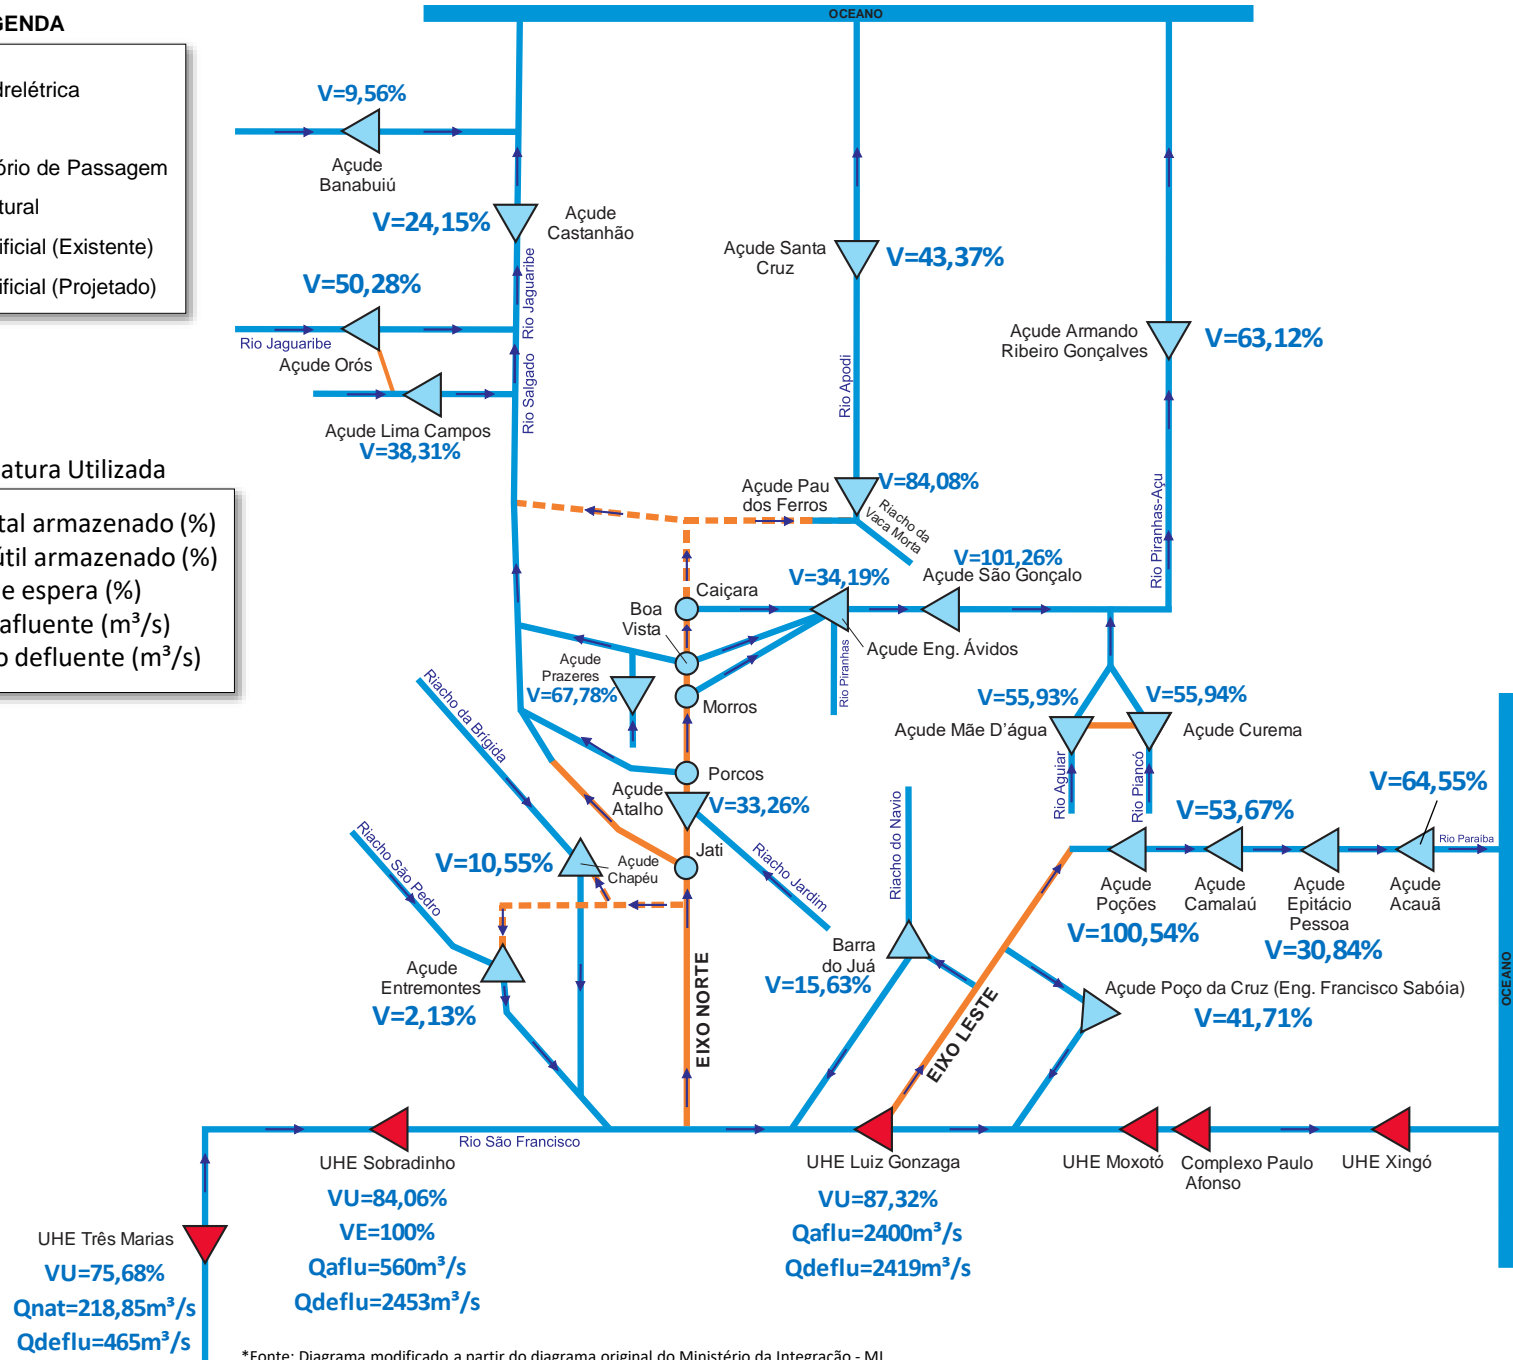 GENDA
drelétrica
ório de Passagem
tural
ificial (Existente)
ificial (Projetado)
atura Utilizada
tal armazenado (%)
útil armazenado (%)
e espera (%)
afluente (m³/s)
o defluente (m³/s)
OCEANO
V=9,56%
Açude
Banabuiú
V=24,15%
Açude
Castanhão
Rio Jaguaribe
V=50,28%
Rio Jaguaribe
Açude Orós
Rio Salgado
Açude Lima Campos
V=38,31%
Açude Santa
Cruz
V=43,37%
Rio Apodi
Açude Armando
Ribeiro Gonçalves
V=63,12%
Rio Piranhas-Açu
Açude Pau
dos Ferros
V=84,08%
Riacho da
Vaca Morta
V=101,26%
Açude São Gonçalo
V=34,19%
Açude Eng. Ávidos
Rio Piranhas
Caiçara
Boa
Vista
Morros
Açude
Prazeres
V=67,78%
Porcos
Açude
Atalho
V=33,26%
Jati
Riacho Jardim
Riacho da Brígida
V=10,55%
Açude
Chapéu
Riacho São Pedro
Açude
Entremontes
V=2,13%
EIXO NORTE
V=55,93%
V=55,94%
Açude Mãe D’água
Açude Curema
Rio Aguiar
Rio Piancó
V=64,55%
V=53,67%
Rio Paraíba
Açude
Poções
V=100,54%
Açude
Camalaú
Açude
Epitácio
Pessoa
V=30,84%
Açude
Acauã
Riacho do Navio
Barra
do Juá
V=15,63%
EIXO LESTE
Açude Poço da Cruz (Eng. Francisco Sabóia)
V=41,71%
OCEANO
Rio São Francisco
UHE Sobradinho
VU=84,06%
VE=100%
Qaflu=560m³/s
Qdeflu=2453m³/s
UHE Luiz Gonzaga
VU=87,32%
Qaflu=2400m³/s
Qdeflu=2419m³/s
UHE Moxotó
Complexo Paulo
Afonso
UHE Xingó
UHE Três Marias
VU=75,68%
Qnat=218,85m³/s
Qdeflu=465m³/s
*Fonte: Diagrama modificado a partir do diagrama original do Ministério da Integração - MI